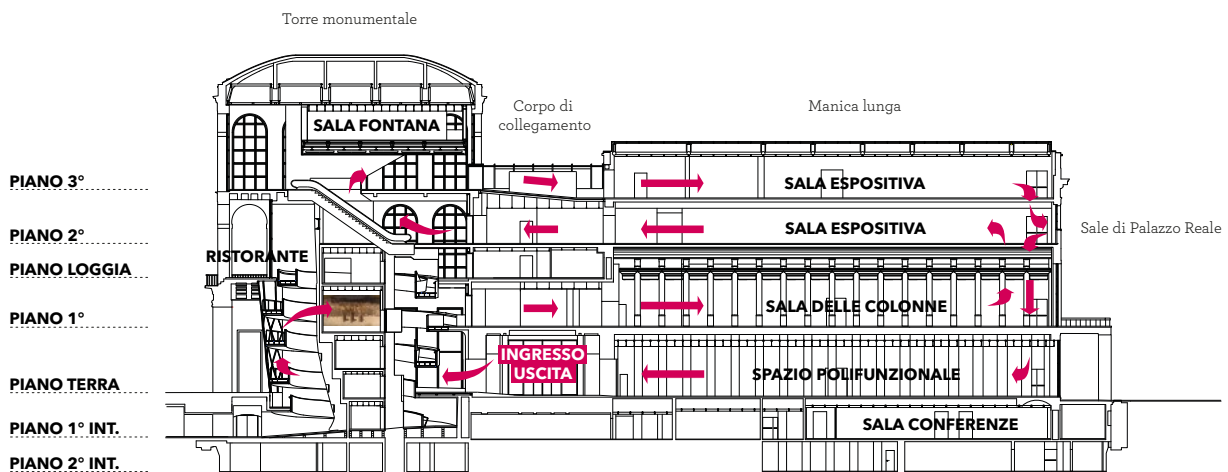 Torre monumentale
Corpo di
collegamento
Manica lunga
SALA FONTANA
PIANO 3°
SALA ESPOSITIVA
PIANO 2°
SALA ESPOSITIVA
Sale di Palazzo Reale
RISTORANTE
PIANO LOGGIA
PIANO 1°
SALA DELLE COLONNE
INGRESSO
USCITA
PIANO TERRA
SPAZIO POLIFUNZIONALE
PIANO 1° INT.
SALA CONFERENZE
PIANO 2° INT.